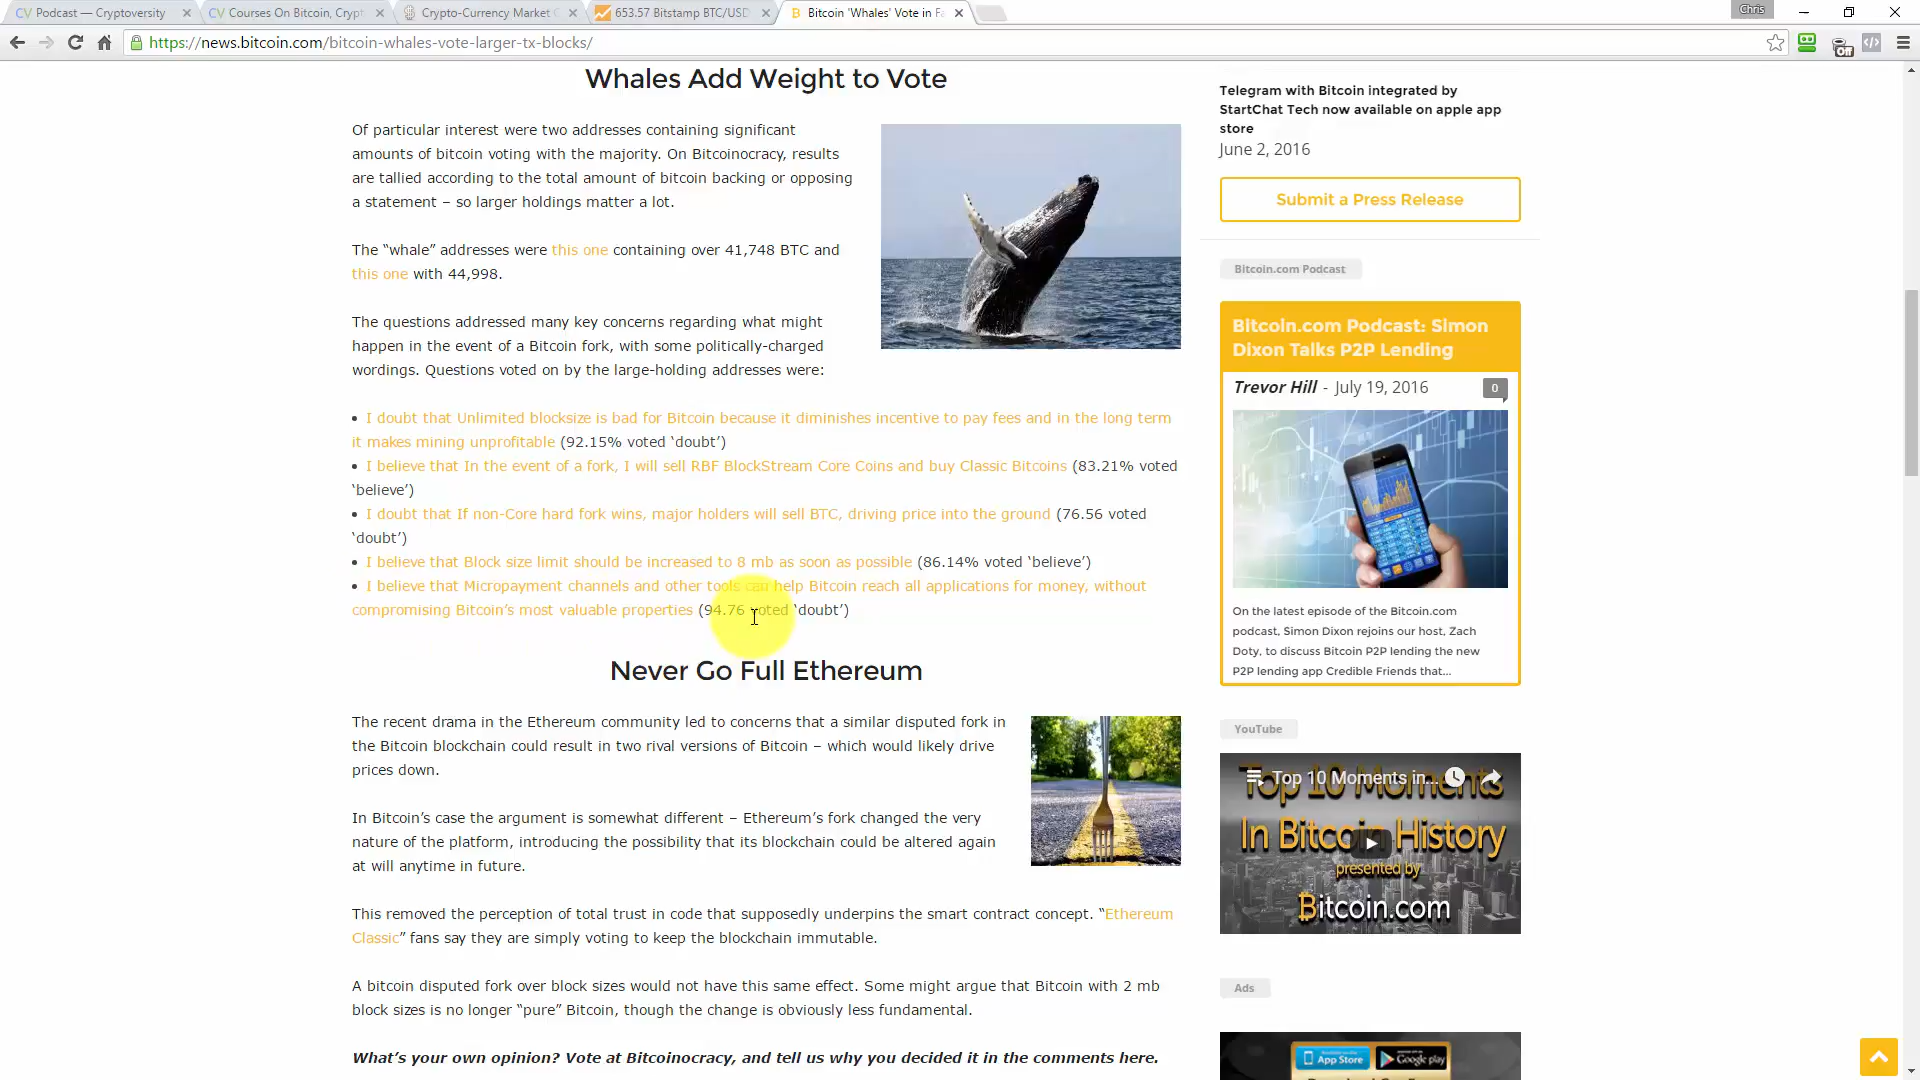 CV Podcast — Cryptoversity
CV Courses On Bitcoin, Crypt
Crypto-Currency Market C
653.57 Bitstamp BTC/USD
Bitcoin 'Whales' Vote in Fa
Chris
https://news.bitcoin.com/bitcoin-whales-vote-larger-tx-blocks/
Off
Whales Add Weight to Vote
Of particular interest were two addresses containing significant
amounts of bitcoin voting with the majority. On Bitcoinocracy, results
are tallied according to the total amount of bitcoin backing or opposing
a statement – so larger holdings matter a lot.
The “whale” addresses were this one containing over 41,748 BTC and
this one with 44,998.
The questions addressed many key concerns regarding what might
happen in the event of a Bitcoin fork, with some politically-charged
wordings. Questions voted on by the large-holding addresses were:
• I doubt that Unlimited blocksize is bad for Bitcoin because it diminishes incentive to pay fees and in the long term
it makes mining unprofitable (92.15% voted ‘doubt’)
• I believe that In the event of a fork, I will sell RBF BlockStream Core Coins and buy Classic Bitcoins (83.21% voted
‘believe’)
• I doubt that If non-Core hard fork wins, major holders will sell BTC, driving price into the ground (76.56 voted
‘doubt’)
• I believe that Block size limit should be increased to 8 mb as soon as possible (86.14% voted ‘believe’)
• I believe that Micropayment channels and other tools can help Bitcoin reach all applications for money, without
compromising Bitcoin’s most valuable properties (94.76 voted ‘doubt’)
Never Go Full Ethereum
The recent drama in the Ethereum community led to concerns that a similar disputed fork in
the Bitcoin blockchain could result in two rival versions of Bitcoin – which would likely drive
prices down.
In Bitcoin’s case the argument is somewhat different – Ethereum’s fork changed the very
nature of the platform, introducing the possibility that its blockchain could be altered again
at will anytime in future.
This removed the perception of total trust in code that supposedly underpins the smart contract concept. “Ethereum
Classic” fans say they are simply voting to keep the blockchain immutable.
A bitcoin disputed fork over block sizes would not have this same effect. Some might argue that Bitcoin with 2 mb
block sizes is no longer “pure” Bitcoin, though the change is obviously less fundamental.
What’s your own opinion? Vote at Bitcoinocracy, and tell us why you decided it in the comments here.
Telegram with Bitcoin integrated by
StartChat Tech now available on apple app
store
June 2, 2016
Submit a Press Release
Bitcoin.com Podcast
Bitcoin.com Podcast: Simon
Dixon Talks P2P Lending
Trevor Hill - July 19, 2016
0
On the latest episode of the Bitcoin.com
podcast, Simon Dixon rejoins our host, Zach
Doty, to discuss Bitcoin P2P lending the new
P2P lending app Credible Friends that...
YouTube
Top 10 Moments in...
Top 10 Moments
In Bitcoin History
presented by
Bitcoin.com
Ads
App Store
Google play